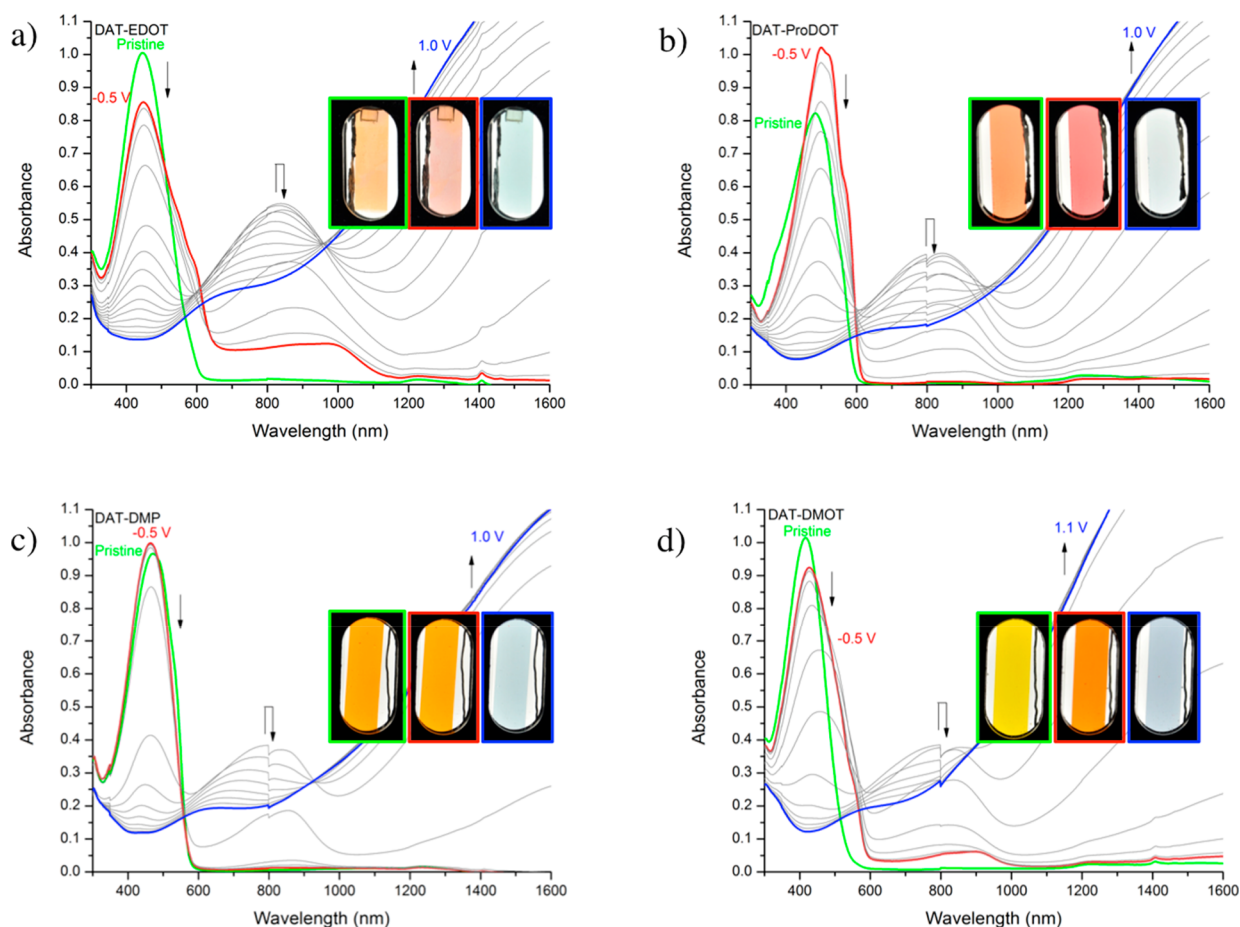 a)
DAT-EDOT
Pristine
-0.5 V
1.0 V
1.1
1.0
0.9
0.8
0.7
0.6
0.5
0.4
0.3
0.2
0.1
0.0
Absorbance
400 600 800 1000 1200 1400 1600
Wavelength (nm)
b)
DAT-ProDOT
-0.5 V
Pristine
1.0 V
1.1
1.0
0.9
0.8
0.7
0.6
0.5
0.4
0.3
0.2
0.1
0.0
Absorbance
400 600 800 1000 1200 1400 1600
Wavelength (nm)
c)
DAT-DMP
-0.5 V
Pristine
1.0 V
1.1
1.0
0.9
0.8
0.7
0.6
0.5
0.4
0.3
0.2
0.1
0.0
Absorbance
400 600 800 1000 1200 1400 1600
Wavelength (nm)
d)
DAT-DMOT
Pristine
-0.5 V
1.1 V
1.1
1.0
0.9
0.8
0.7
0.6
0.5
0.4
0.3
0.2
0.1
0.0
Absorbance
400 600 800 1000 1200 1400 1600
Wavelength (nm)